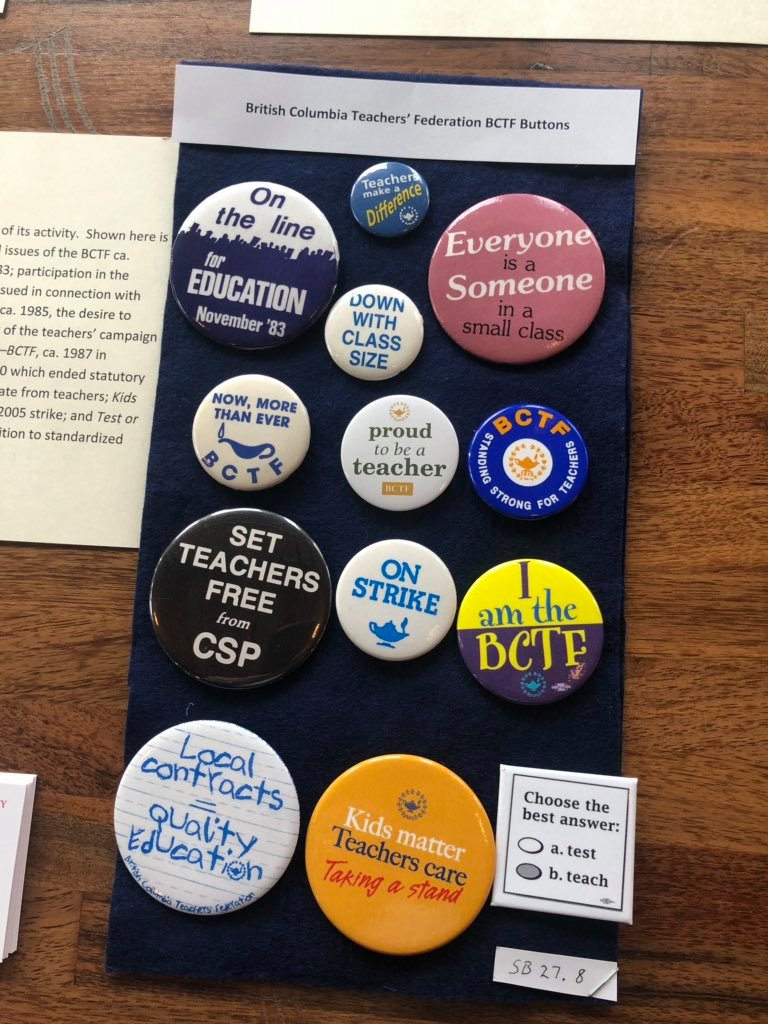 British Columbia Teachers' Federation BCTF Buttons
of its activity. Shown here is
issues of the BCTF ca.
83; participation in the
sued in connection with
ca. 1985, the desire to
of the teachers' campaign
—BCTF, ca. 1987 in
0 which ended statutory
ate from teachers; Kids
2005 strike; and Test or
ition to standardized
On
the line
for
EDUCATION
November '83
Teachers
make a
Difference
Everyone
is a
Someone
in a
small class
DOWN
WITH
CLASS
SIZE
NOW, MORE
THAN EVER
BCTF
proud
to be a
teacher
BCTF
BCTF
STANDING STRONG FOR TEACHERS
SET
TEACHERS
FREE
from
CSP
ON
STRIKE
I
am the
BCTF
Local
contracts
=
Quality
Education
British Columbia Teachers Federation
Kids matter
Teachers care
Taking a stand
Choose the
best answer:
a. test
b. teach
SB 27. 8
Y